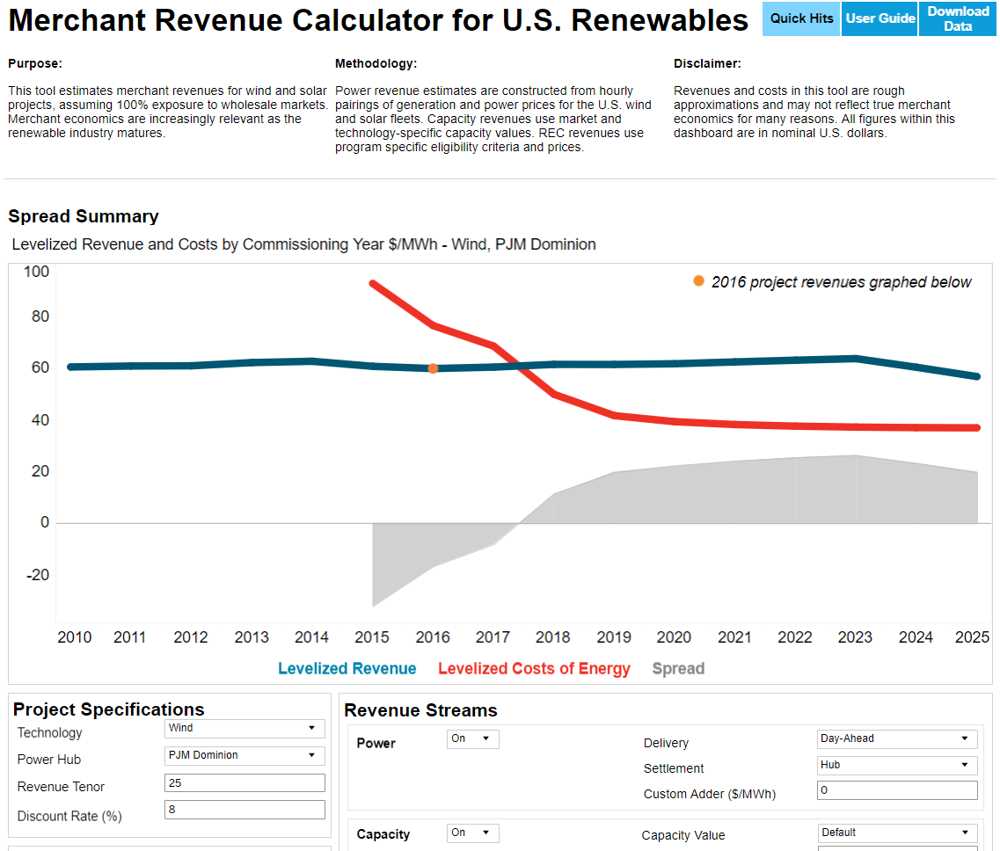 Merchant Revenue Calculator for U.S. Renewables
Quick Hits
User Guide
Download
Data
Purpose:
This tool estimates merchant revenues for wind and solar
projects, assuming 100% exposure to wholesale markets.
Merchant economics are increasingly relevant as the
renewable industry matures.
Methodology:
Power revenue estimates are constructed from hourly
pairings of generation and power prices for the U.S. wind
and solar fleets. Capacity revenues use market and
technology-specific capacity values. REC revenues use
program specific eligibility criteria and prices.
Disclaimer:
Revenues and costs in this tool are rough
approximations and may not reflect true merchant
economics for many reasons. All figures within this
dashboard are in nominal U.S. dollars.
Spread Summary
Levelized Revenue and Costs by Commissioning Year $/MWh - Wind, PJM Dominion
2016 project revenues graphed below
100
80
60
40
20
0
-20
2010 2011 2012 2013 2014 2015 2016 2017 2018 2019 2020 2021 2022 2023 2024 2025
Levelized Revenue Levelized Costs of Energy Spread
Project Specifications
Technology Wind
Power Hub PJM Dominion
Revenue Tenor 25
Discount Rate (%) 8
Revenue Streams
Power On
Delivery Day-Ahead
Settlement Hub
Custom Adder ($/MWh) 0
Capacity On
Capacity Value Default